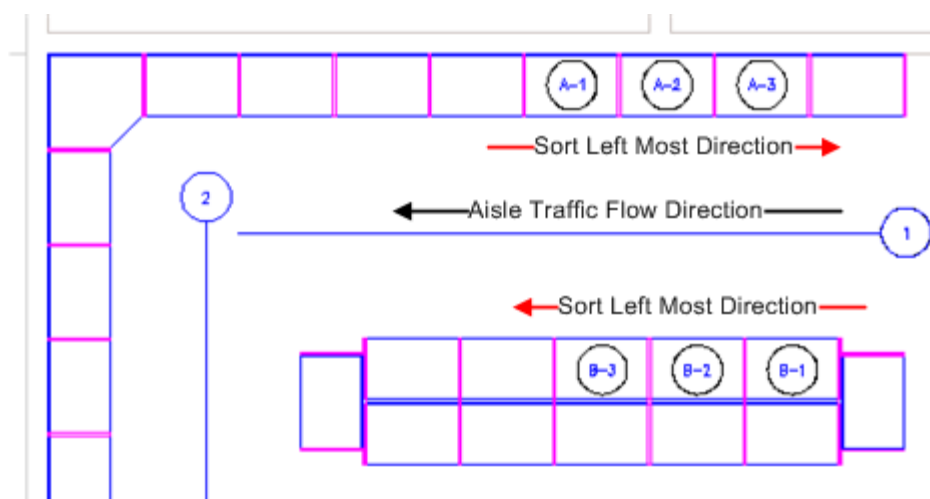 A-1 A-2 A-3
Sort Left Most Direction
2
Aisle Traffic Flow Direction
1
Sort Left Most Direction
B-3 B-2 B-1